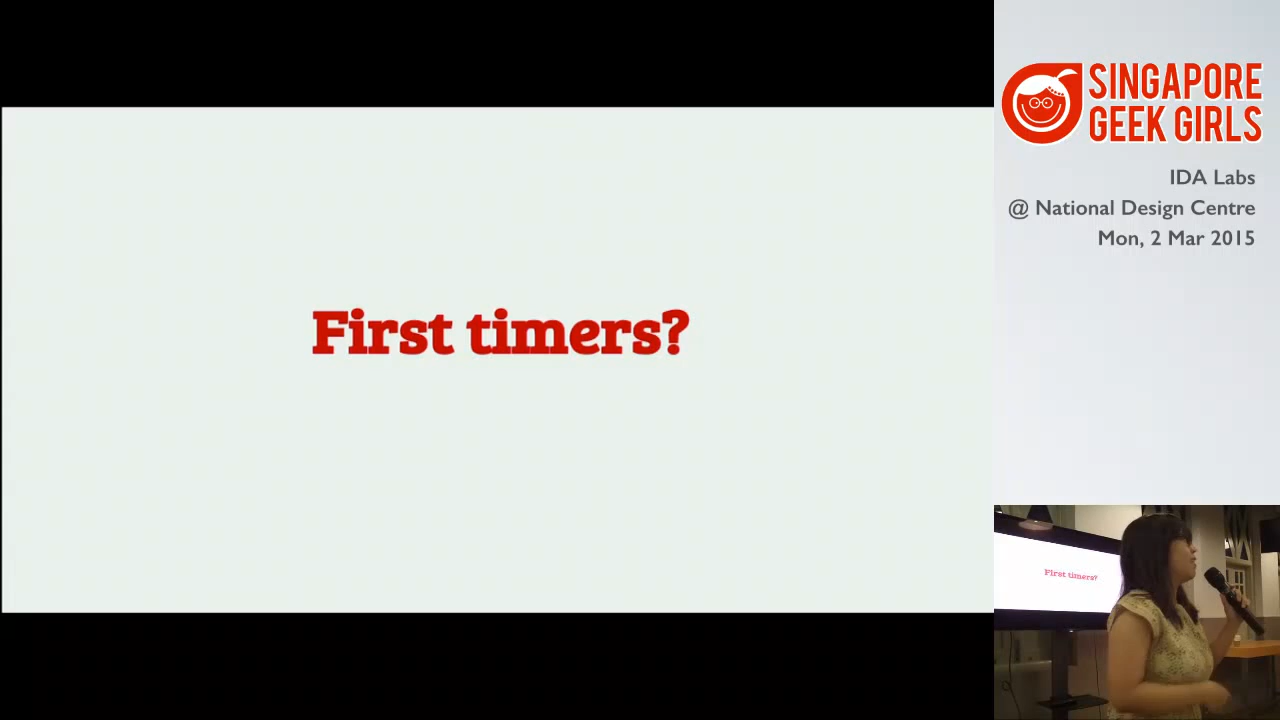 First timers?
SINGAPORE
GEEK GIRLS
IDA Labs
@ National Design Centre
Mon, 2 Mar 2015
First timers?